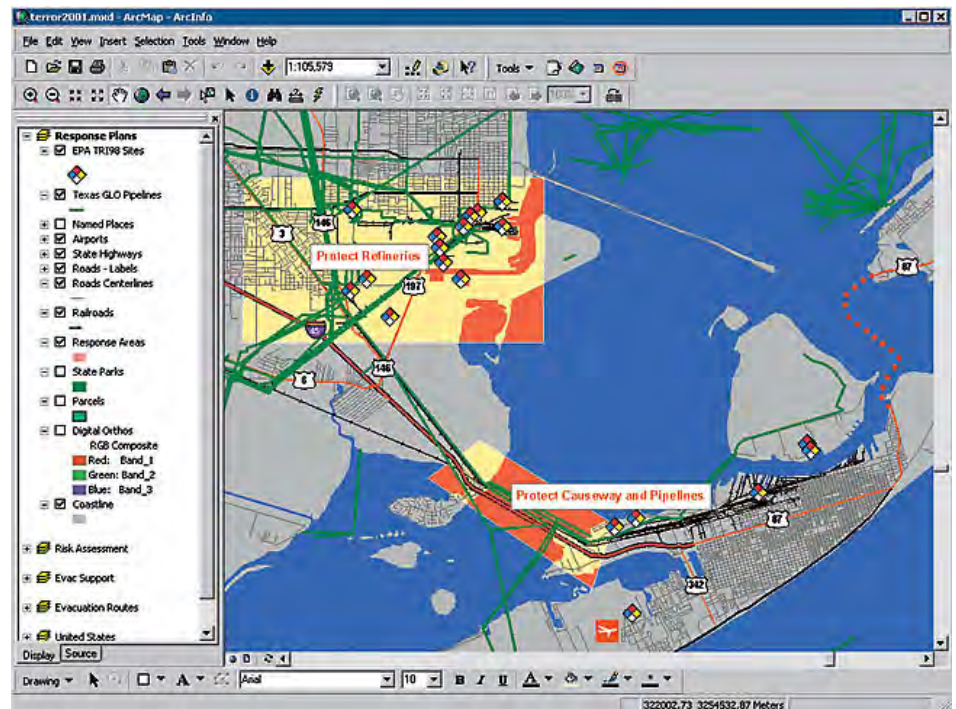 terror2001.mxd - ArcMap - ArcInfo
File Edit View Insert Selection Tools Window Help
1:105,579
Tools
100%
Response Plans
EPA TRI98 Sites
Texas GLO Pipelines
Named Places
Airports
State Highways
Roads - Labels
Roads Centerlines
Railroads
Response Areas
State Parks
Parcels
Digital Orthos
RGB Composite
Red: Band_1
Green: Band_2
Blue: Band_3
Coastline
Risk Assessment
Evac Support
Evacuation Routes
United States
Display Source
146
3
Protect Refineries
197
45
146
6
87
Protect Causeway and Pipelines
87
342
Drawing
A
Arial
10
B I U A
322002.73 3254532.87 Meters